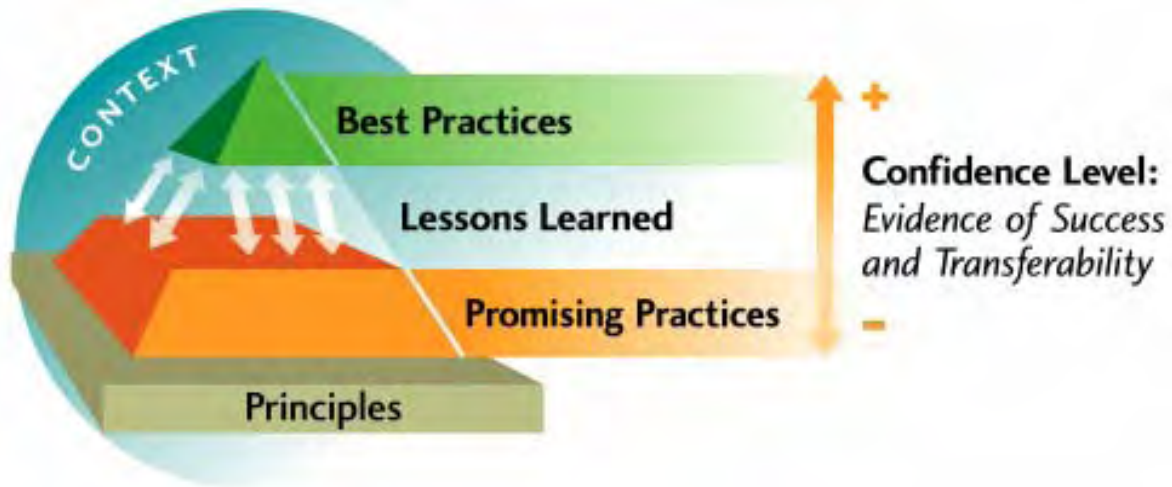 CONTEXT
Best Practices
Lessons Learned
Promising Practices
Principles
+
Confidence Level:
Evidence of Success
and Transferability
-